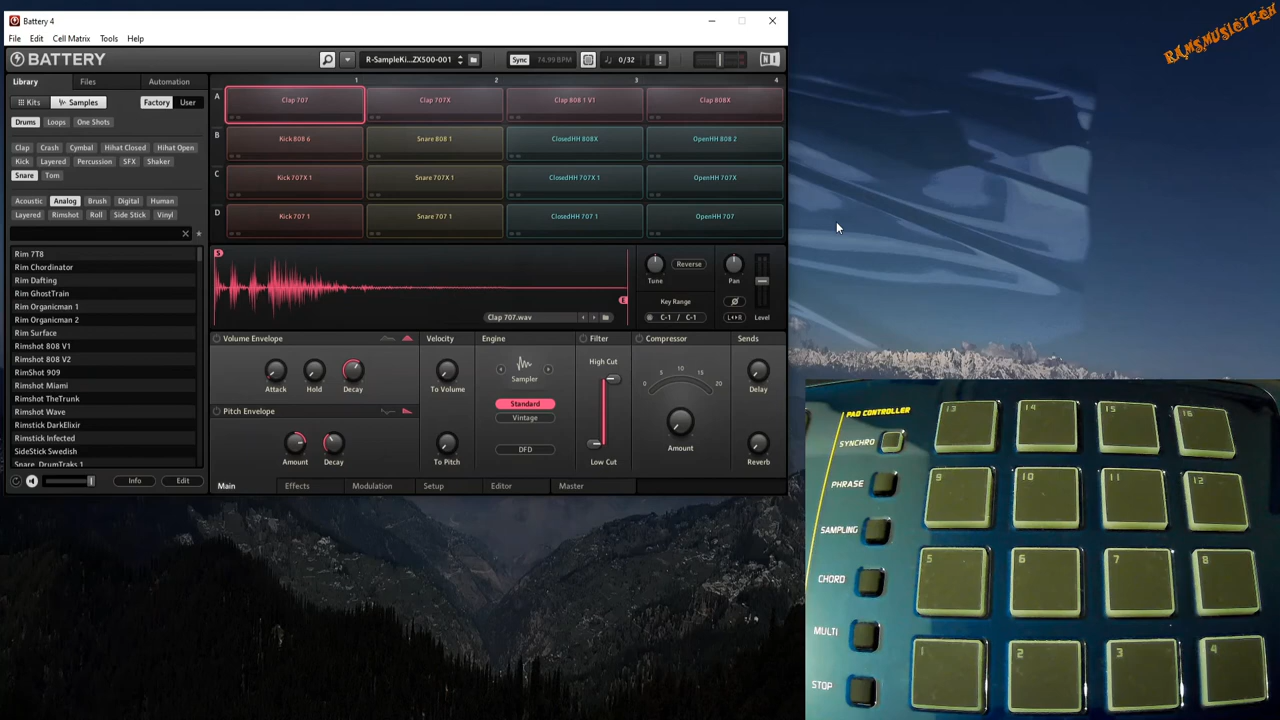 Battery 4
RAMSMUSICTECH
File Edit Cell Matrix Tools Help
BATTERY
R-SampleKi...ZX500-001
Sync 74.99 BPM 0/32 !
Library Files Automation
1 2 3 4
Kits Samples Factory User
Drums Loops One Shots
Clap Crash Cymbal Hihat Closed Hihat Open
Kick Layered Percussion SFX Shaker
Snare Tom
Acoustic Analog Brush Digital Human
Layered Rimshot Roll Side Stick Vinyl
Rim 7T8
Rim Chordinator
Rim Dafting
Rim GhostTrain
Rim Organicman 1
Rim Organicman 2
Rim Surface
Rimshot 808 V1
Rimshot 808 V2
RimShot 909
Rimshot Miami
Rimshot TheTrunk
Rimshot Wave
Rimstick DarkElixir
Rimstick Infected
SideStick Swedish
Snare_DrumTraks 1
Info Edit
A Clap 707 Clap 707X Clap 808 1 V1 Clap 808X
B Kick 808 6 Snare 808 1 ClosedHH 808X OpenHH 808 2
C Kick 707X 1 Snare 707X 1 ClosedHH 707X 1 OpenHH 707X
D Kick 707 1 Snare 707 1 ClosedHH 707 1 OpenHH 707
S
E
Clap 707.wav
Tune Reverse
Key Range
C-1 / C-1
Pan
L R Level
Volume Envelope
Attack Hold Decay
Pitch Envelope
Amount Decay
Velocity
To Volume
To Pitch
Engine
Sampler
Standard
Vintage
DFD
Filter
High Cut
Low Cut
Compressor
0 5 10 15 20
Amount
Sends
Delay
Reverb
Main Effects Modulation Setup Editor Master
PAD CONTROLLER
SYNCHRO
PHRASE
SAMPLING
CHORD
MULTI
STOP
13 14 15 16
9 10 11 12
5 6 7 8
1 2 3 4